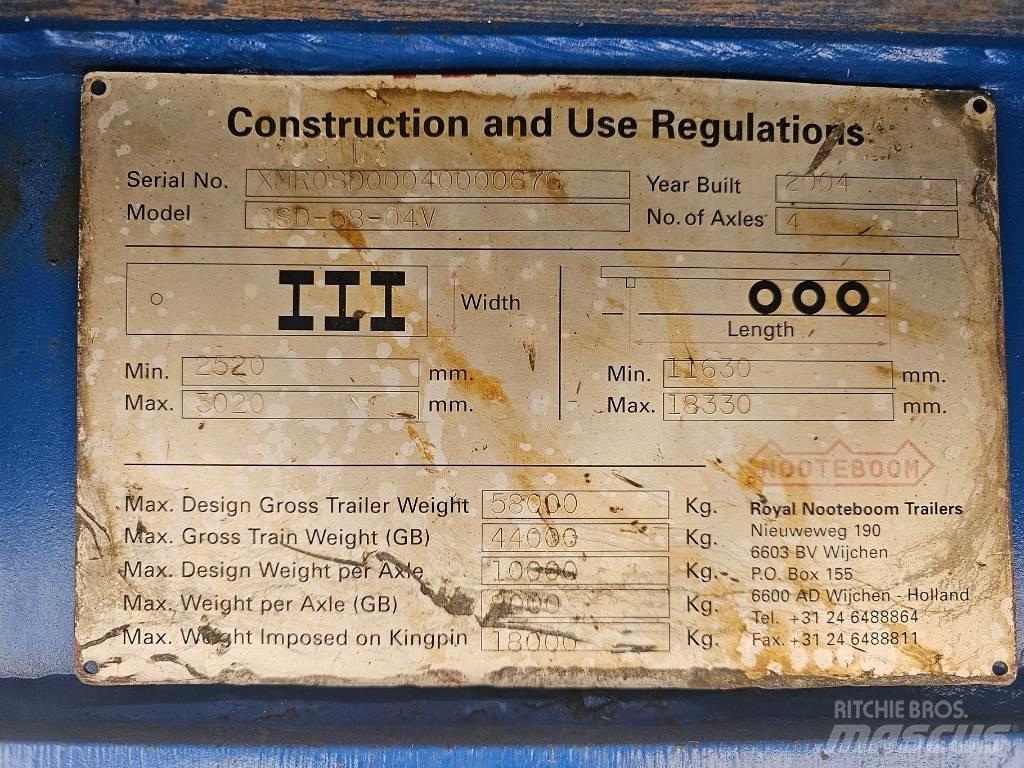 Construction and Use Regulations
Serial No. XMR0SD00040000676 Year Built 2004
Model OSD-58-04V No. of Axles 4
Width
Length
Min. 2520 mm. Min. 11630 mm.
Max. 3020 mm. Max. 18330 mm.
NOOTEBOOM
Max. Design Gross Trailer Weight 58000 Kg.
Max. Gross Train Weight (GB) 44000 Kg.
Max. Design Weight per Axle 10000 Kg.
Max. Weight per Axle (GB) Kg.
Max. Weight Imposed on Kingpin 18000 Kg.
Royal Nooteboom Trailers
Nieuweweg 190
6603 BV Wijchen
P.O. Box 155
6600 AD Wijchen - Holland
Tel. +31 24 6488864
Fax. +31 24 6488811
RITCHIE BROS.
mascus